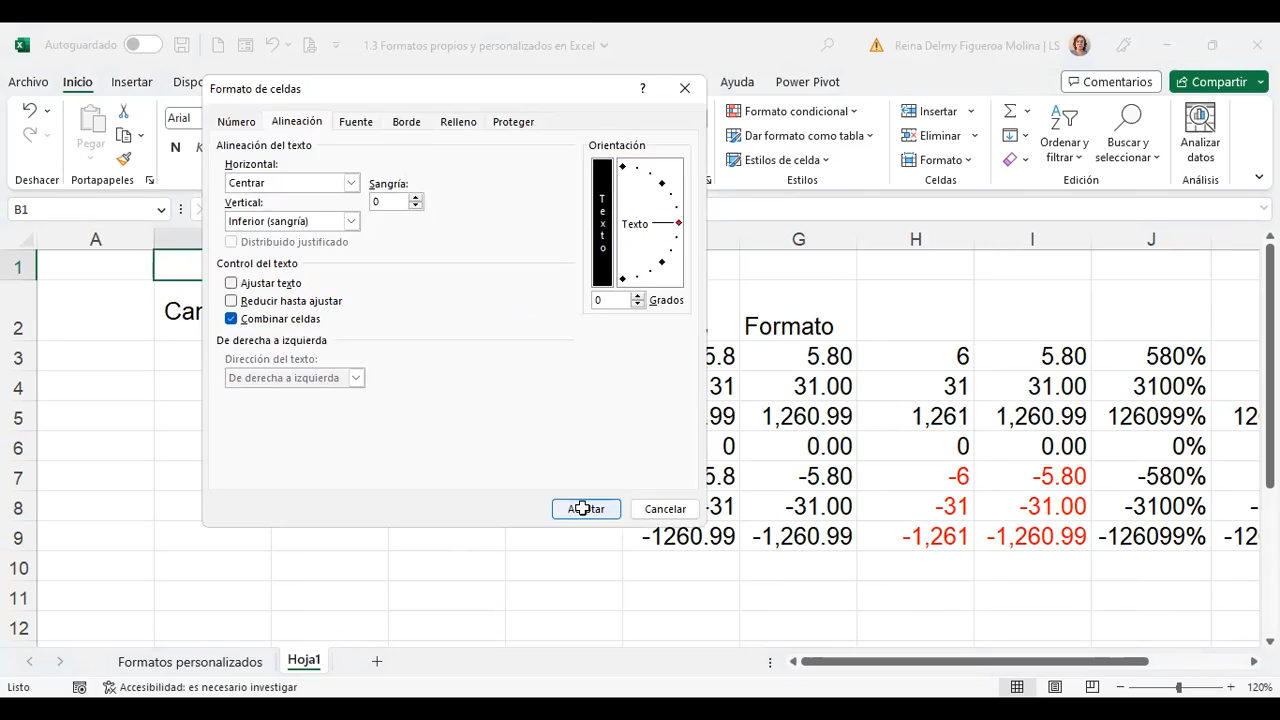 Autoguardado 1.3 Formatos propios y personalizados en Excel Reina Delmy Figueroa Molina | LS
Archivo Inicio Insertar Ayuda Power Pivot Comentarios Compartir
Formato de celdas ?
Número Alineación Fuente Borde Relleno Proteger
Alineación del texto
Horizontal:
Centrar
Sangría:
0
Vertical:
Inferior (sangría)
Distribuido justificado
Control del texto
Ajustar texto
Reducir hasta ajustar
Combinar celdas
De derecha a izquierda
Dirección del texto:
De derecha a izquierda
Orientación
Texto
Texto
0 Grados
Cancelar
Pegar
Arial
N
Deshacer Portapapeles
Formato condicional
Dar formato como tabla
Estilos de celda
Estilos
Insertar
Eliminar
Formato
Celdas
Ordenar y
filtrar
Buscar y
seleccionar
Edición
Analizar
datos
Análisis
B1
A G H I J
1
2 Formato
3 5.8 5.80 6 5.80 580%
4 31 31.00 31 31.00 3100%
5 .99 1,260.99 1,261 1,260.99 126099%
6 0 0.00 0 0.00 0%
7 5.8 -5.80 -6 -5.80 -580%
8 -31 -31.00 -31 -31.00 -3100%
9 -1260.99 -1,260.99 -1,261 -1,260.99 -126099%
10
11
12
Formatos personalizados Hoja1
Listo Accesibilidad: es necesario investigar 120%